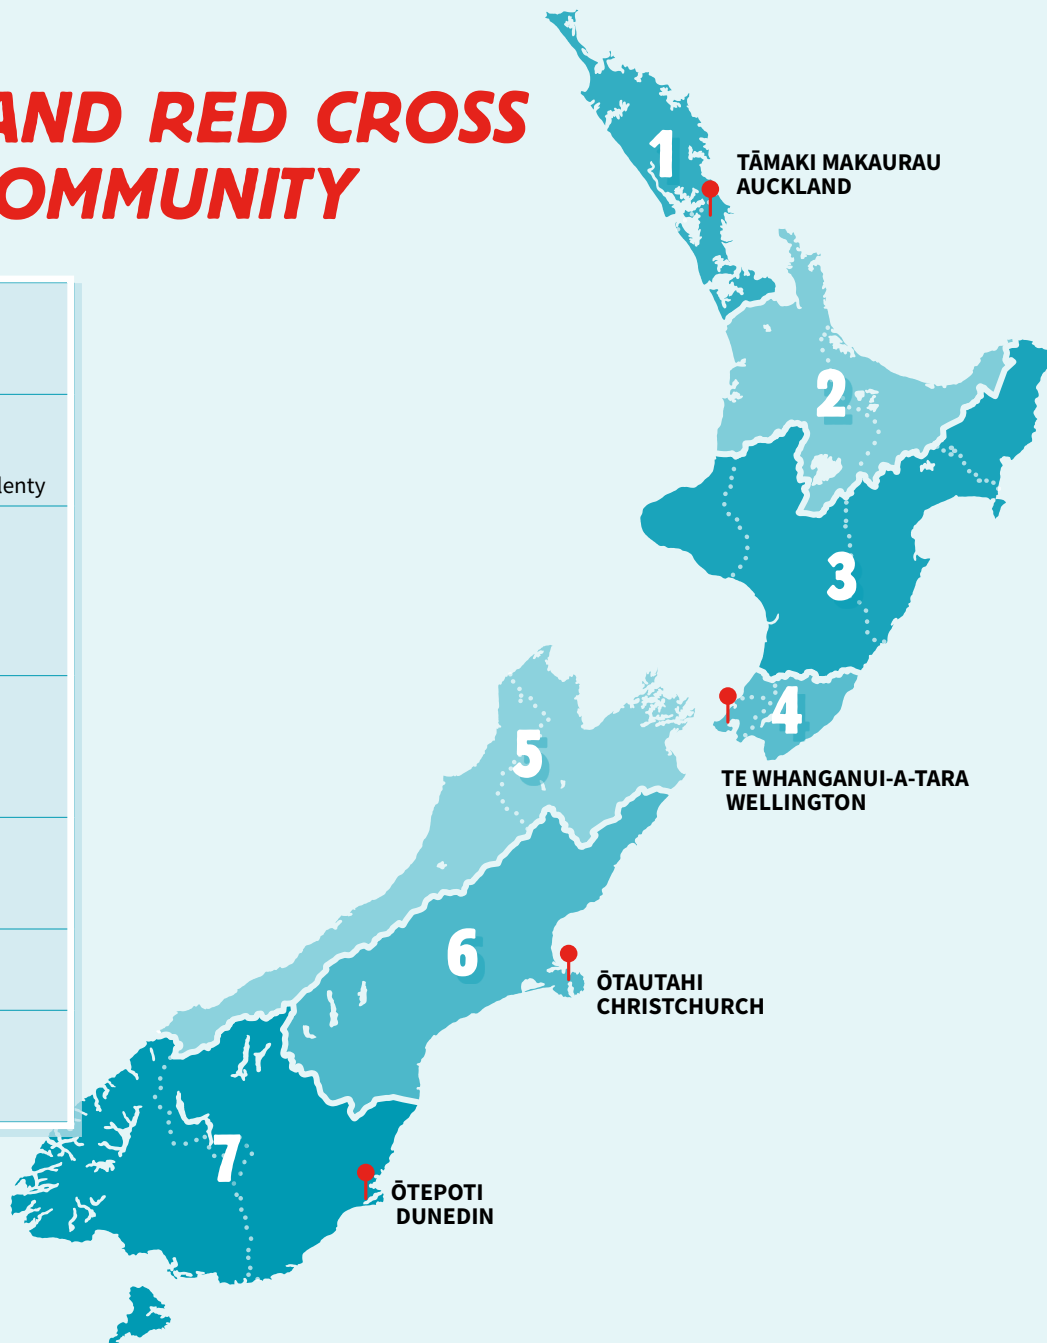 AND RED CROSS
OMMUNITY
lenty
1
TĀMAKI MAKAURAU
AUCKLAND
2
3
4
TE WHANGANUI-A-TARA
WELLINGTON
5
6
ŌTAUTAHI
CHRISTCHURCH
7
ŌTEPOTI
DUNEDIN